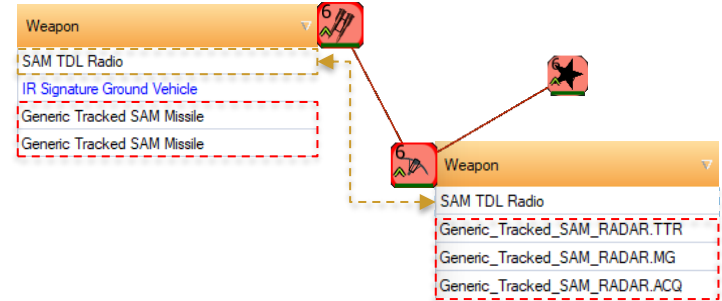 Weapon
6
SAM TDL Radio
IR Signature Ground Vehicle
Generic Tracked SAM Missile
Generic Tracked SAM Missile
6
6
Weapon
SAM TDL Radio
Generic_Tracked_SAM_RADAR.TTR
Generic_Tracked_SAM_RADAR.MG
Generic_Tracked_SAM_RADAR.ACQ